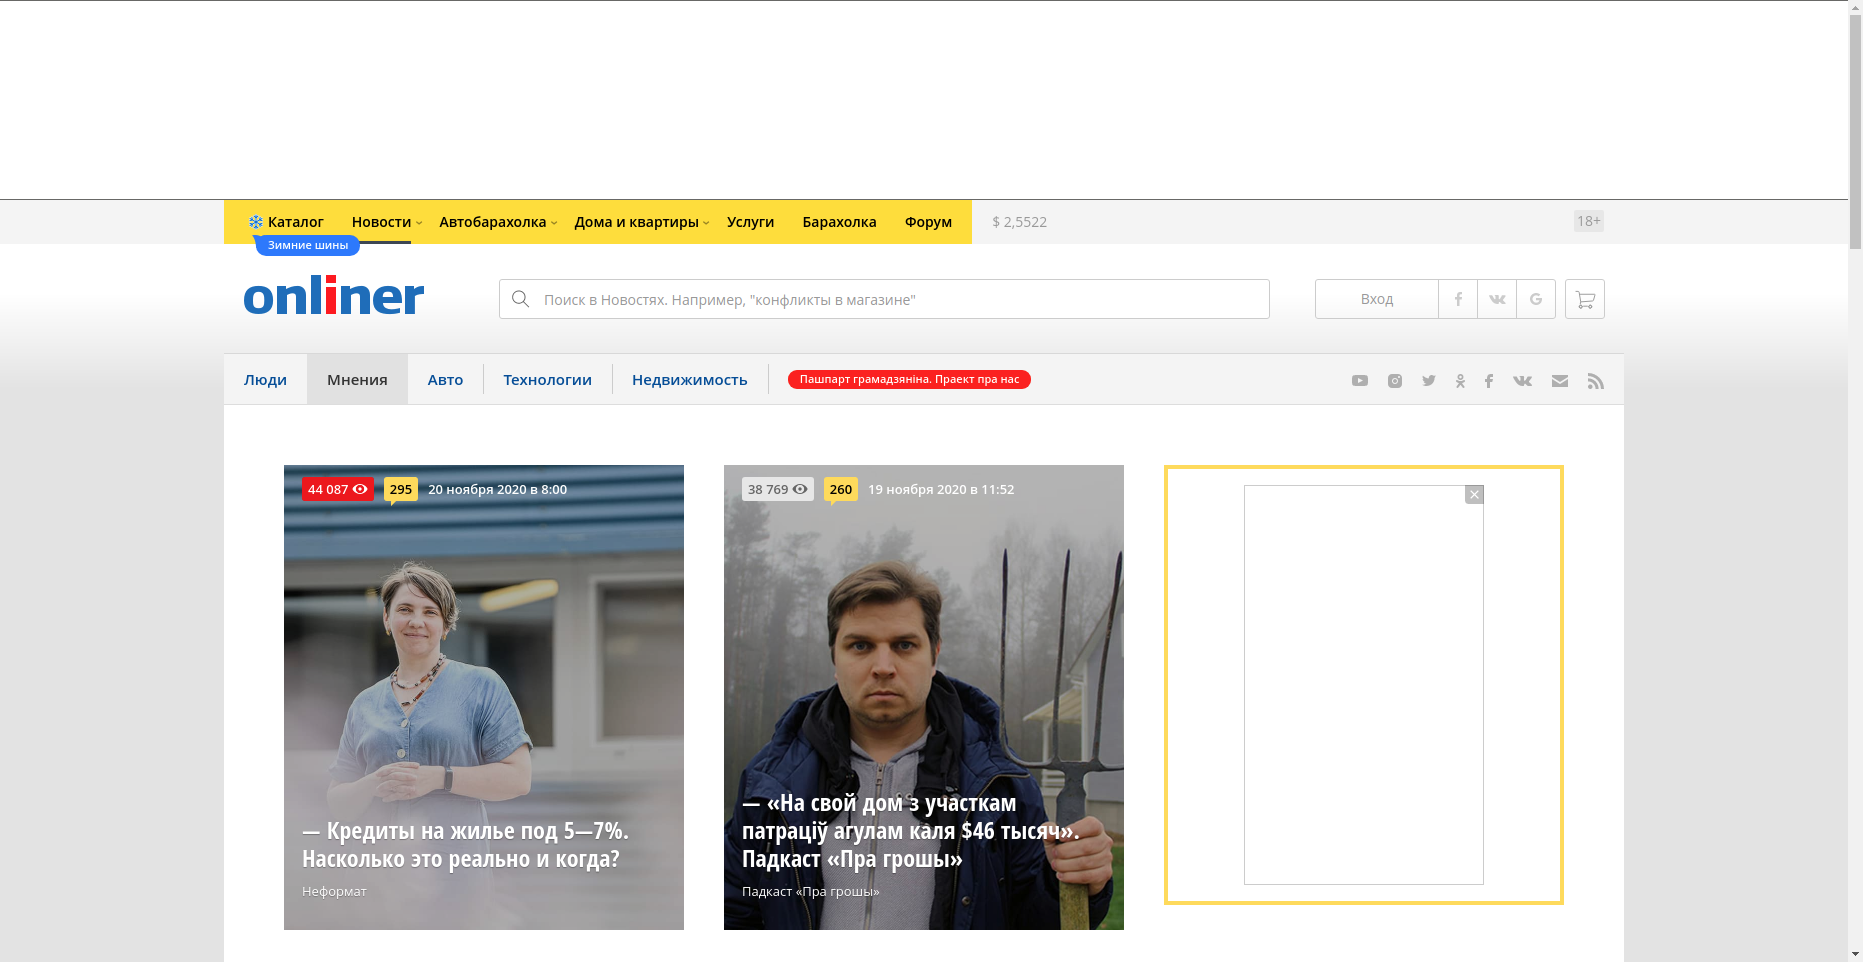 Каталог Новости Автобарахолка Дома и квартиры Услуги Барахолка Форум $ 2,5522 18+
Зимние шины
onliner
Поиск в Новостях. Например, "конфликты в магазине"
Вход
Люди Мнения Авто Технологии Недвижимость Пашпарт грамадзяніна. Праект пра нас
44 087 295 20 ноября 2020 в 8:00
— Кредиты на жилье под 5—7%.
Насколько это реально и когда?
Неформат
38 769 260 19 ноября 2020 в 11:52
— «На свой дом з участкам
патраціў агулам каля $46 тысяч».
Падкаст «Пра грошы»
Падкаст «Пра грошы»